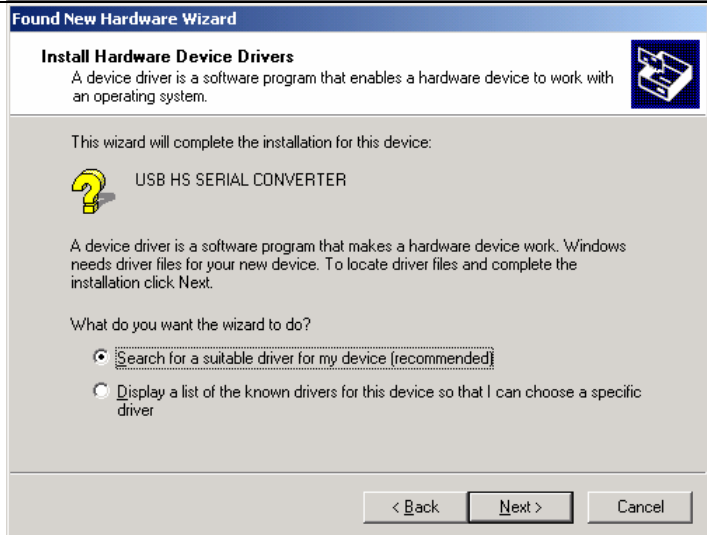 Found New Hardware Wizard
Install Hardware Device Drivers
A device driver is a software program that enables a hardware device to work with
an operating system.
This wizard will complete the installation for this device:
USB HS SERIAL CONVERTER
A device driver is a software program that makes a hardware device work. Windows
needs driver files for your new device. To locate driver files and complete the
installation click Next.
What do you want the wizard to do?
Search for a suitable driver for my device (recommended)
Display a list of the known drivers for this device so that I can choose a specific
driver
< Back Next > Cancel